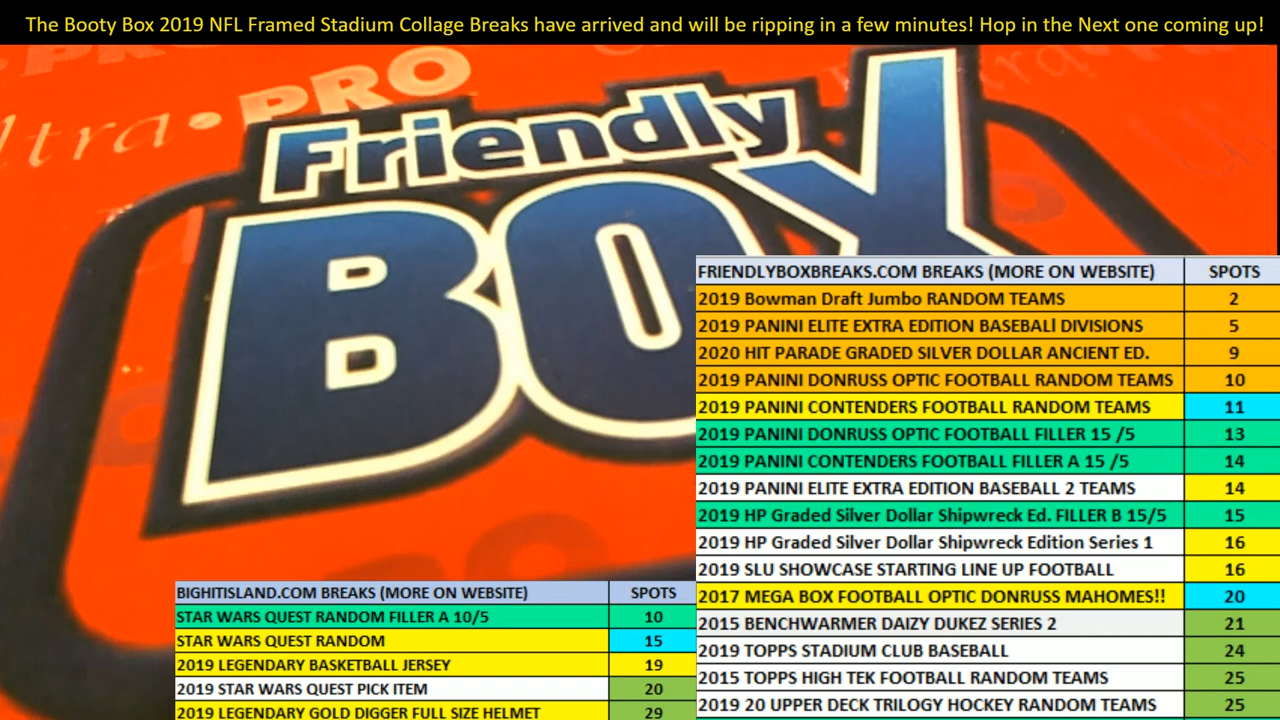 The Booty Box 2019 NFL Framed Stadium Collage Breaks have arrived and will be ripping in a few minutes! Hop in the Next one coming up!
PRO
ltra•PRO
Friendly
BOX
FRIENDLYBOXBREAKS.COM BREAKS (MORE ON WEBSITE) SPOTS
2019 Bowman Draft Jumbo RANDOM TEAMS 2
2019 PANINI ELITE EXTRA EDITION BASEBALl DIVISIONS 5
2020 HIT PARADE GRADED SILVER DOLLAR ANCIENT ED. 9
2019 PANINI DONRUSS OPTIC FOOTBALL RANDOM TEAMS 10
2019 PANINI CONTENDERS FOOTBALL RANDOM TEAMS 11
2019 PANINI DONRUSS OPTIC FOOTBALL FILLER 15 /5 13
2019 PANINI CONTENDERS FOOTBALL FILLER A 15 /5 14
2019 PANINI ELITE EXTRA EDITION BASEBALL 2 TEAMS 14
2019 HP Graded Silver Dollar Shipwreck Ed. FILLER B 15/5 15
2019 HP Graded Silver Dollar Shipwreck Edition Series 1 16
2019 SLU SHOWCASE STARTING LINE UP FOOTBALL 16
2017 MEGA BOX FOOTBALL OPTIC DONRUSS MAHOMES!! 20
2015 BENCHWARMER DAIZY DUKEZ SERIES 2 21
2019 TOPPS STADIUM CLUB BASEBALL 24
2015 TOPPS HIGH TEK FOOTBALL RANDOM TEAMS 25
2019 20 UPPER DECK TRILOGY HOCKEY RANDOM TEAMS 25
BIGHITISLAND.COM BREAKS (MORE ON WEBSITE) SPOTS
STAR WARS QUEST RANDOM FILLER A 10/5 10
STAR WARS QUEST RANDOM 15
2019 LEGENDARY BASKETBALL JERSEY 19
2019 STAR WARS QUEST PICK ITEM 20
2019 LEGENDARY GOLD DIGGER FULL SIZE HELMET 29